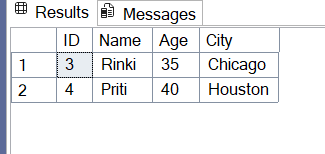 Results Messages
ID Name Age City
1 3 Rinki 35 Chicago
2 4 Priti 40 Houston